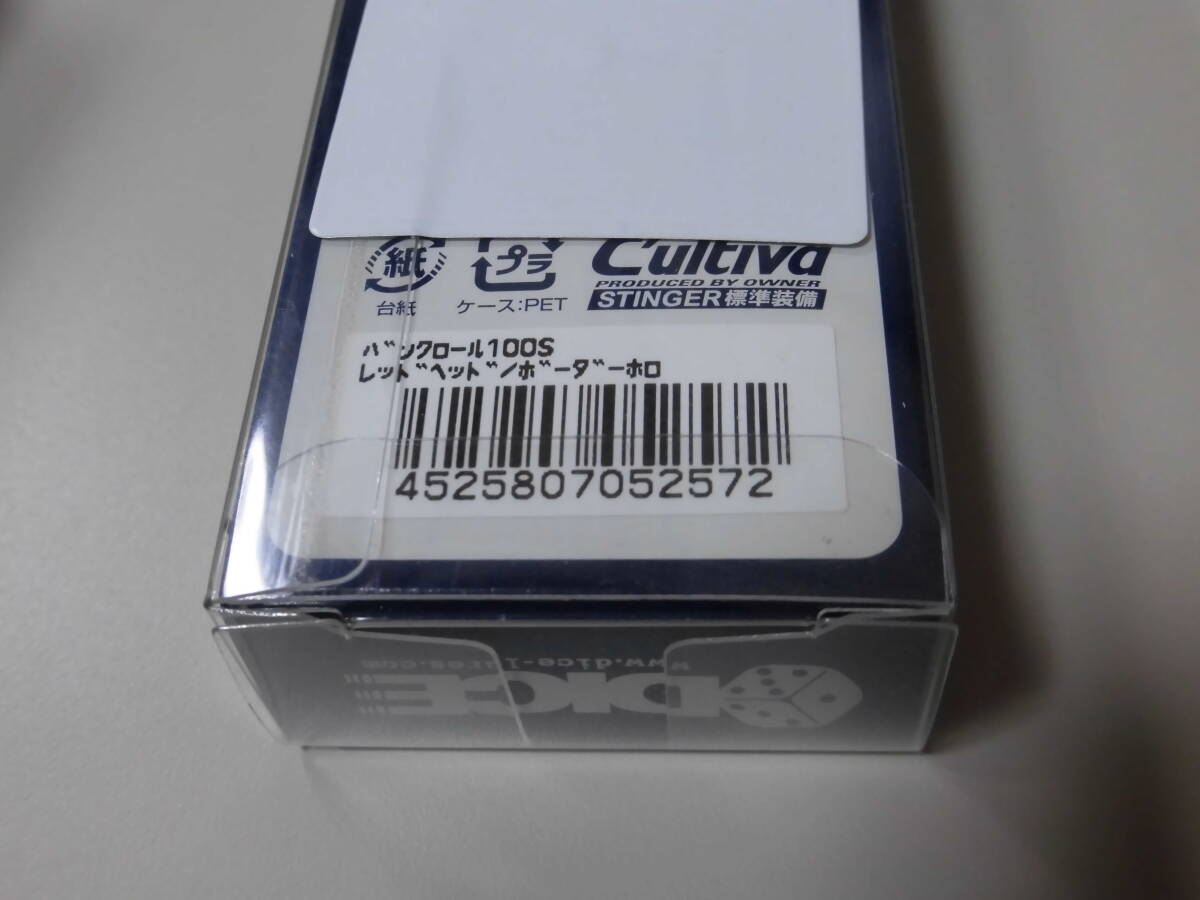 紙 プラ C'ultiva
PRODUCED BY OWNER
台紙 ケース:PET STINGER標準装備
バンクロール100S
レッドヘッド/ボーダーホロ
4525807052572
www.dice-lures.com
DICE